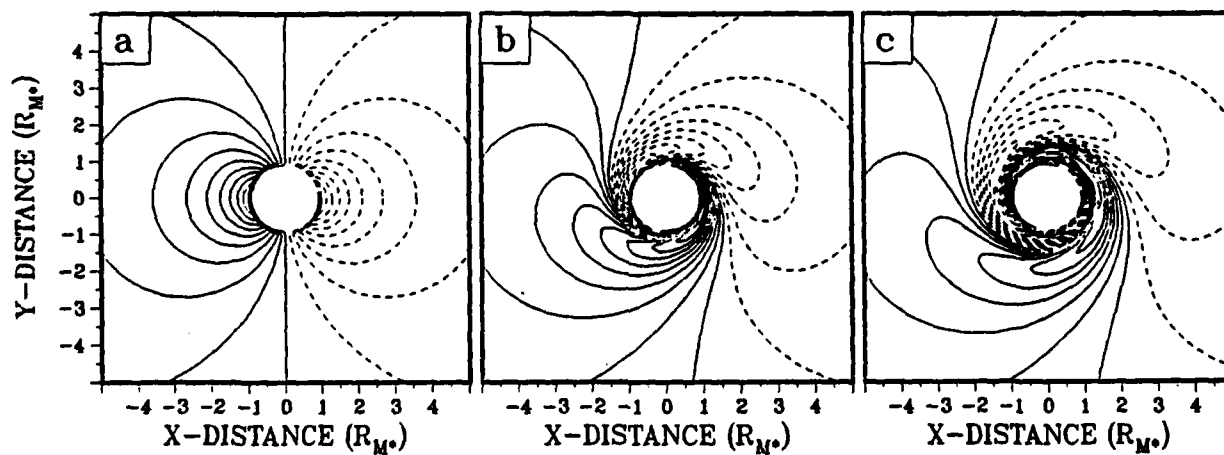 a
b
c
Y-DISTANCE (R_M*)
4
3
2
1
0
-1
-2
-3
-4
-4 -3 -2 -1 0 1 2 3 4
-4 -3 -2 -1 0 1 2 3 4
-4 -3 -2 -1 0 1 2 3 4
X-DISTANCE (R_M*)
X-DISTANCE (R_M*)
X-DISTANCE (R_M*)